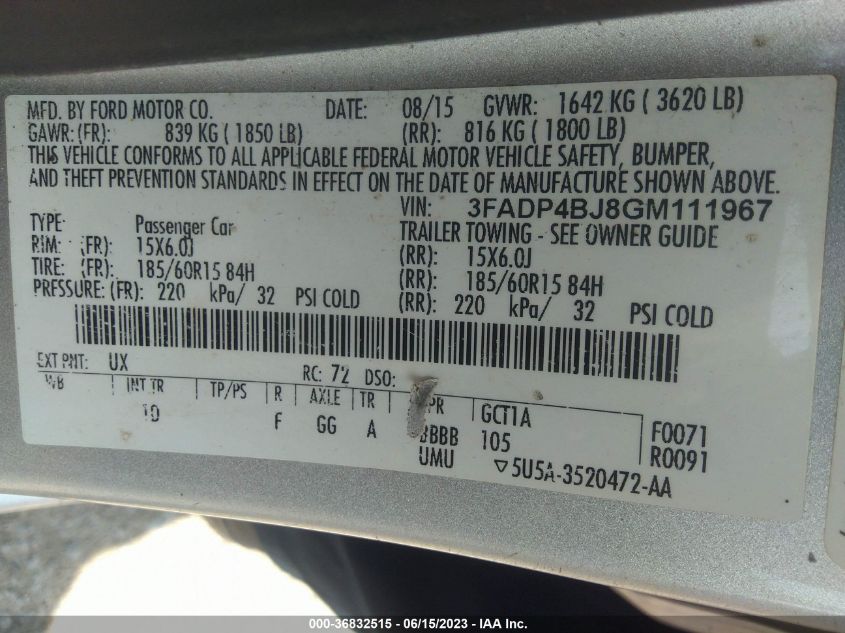 MFD. BY FORD MOTOR CO. DATE: 08/15 GVWR: 1642 KG ( 3620 LB)
GAWR: (FR): 839 KG ( 1850 LB) (RR): 816 KG ( 1800 LB)
THIS VEHICLE CONFORMS TO ALL APPLICABLE FEDERAL MOTOR VEHICLE SAFETY, BUMPER,
AND THEFT PREVENTION STANDARDS IN EFFECT ON THE DATE OF MANUFACTURE SHOWN ABOVE.
VIN: 3FADP4BJ8GM111967
TYPE: Passenger Car TRAILER TOWING - SEE OWNER GUIDE
RIM: (FR): 15X6.0J (RR): 15X6.0J
TIRE: (FR): 185/60R15 84H (RR): 185/60R15 84H
PRESSURE: (FR): 220 kPa/ 32 PSI COLD (RR): 220 kPa/ 32 PSI COLD
EXT PNT: UX RC: 72 DSO:
WB INT TR TP/PS R AXLE TR PR GCT1A F0071
10 F GG A BBBB 105 R0091
UMU ▽5U5A-3520472-AA
000-36832515 - 06/15/2023 - IAAI.com